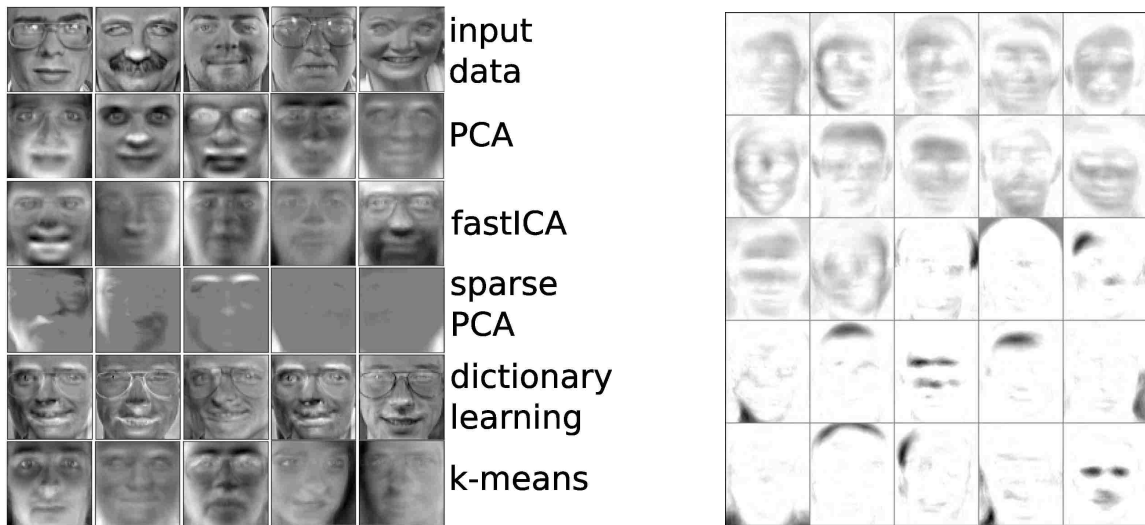 input
data
PCA
fastICA
sparse
PCA
dictionary
learning
k-means